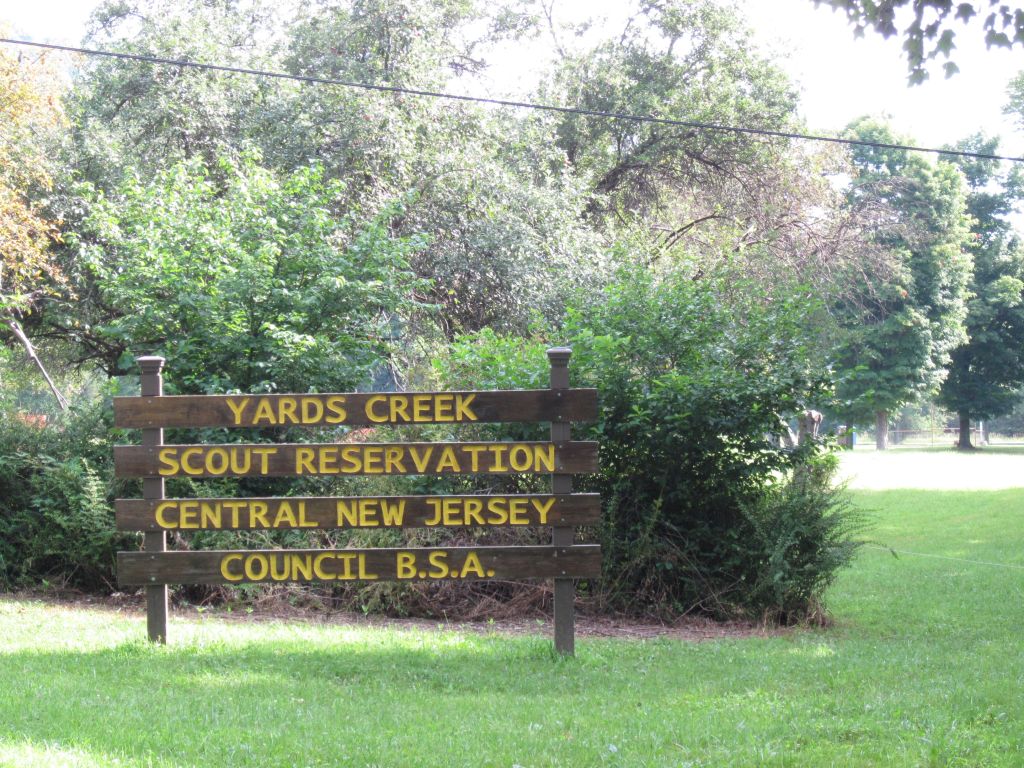 YARDS CREEK
SCOUT RESERVATION
CENTRAL NEW JERSEY
COUNCIL B.S.A.